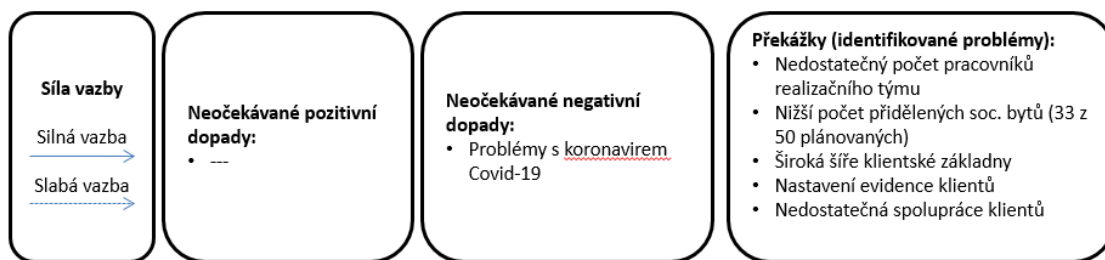 Síla vazby
Silná vazba
Slabá vazba
Neočekávané pozitivní
dopady:
• ---
Neočekávané negativní
dopady:
• Problémy s koronavirem
Covid-19
Překážky (identifikované problémy):
• Nedostatečný počet pracovníků
realizačního týmu
• Nižší počet přidělených soc. bytů (33 z
50 plánovaných)
• Široká šíře klientské základny
• Nastavení evidence klientů
• Nedostatečná spolupráce klientů